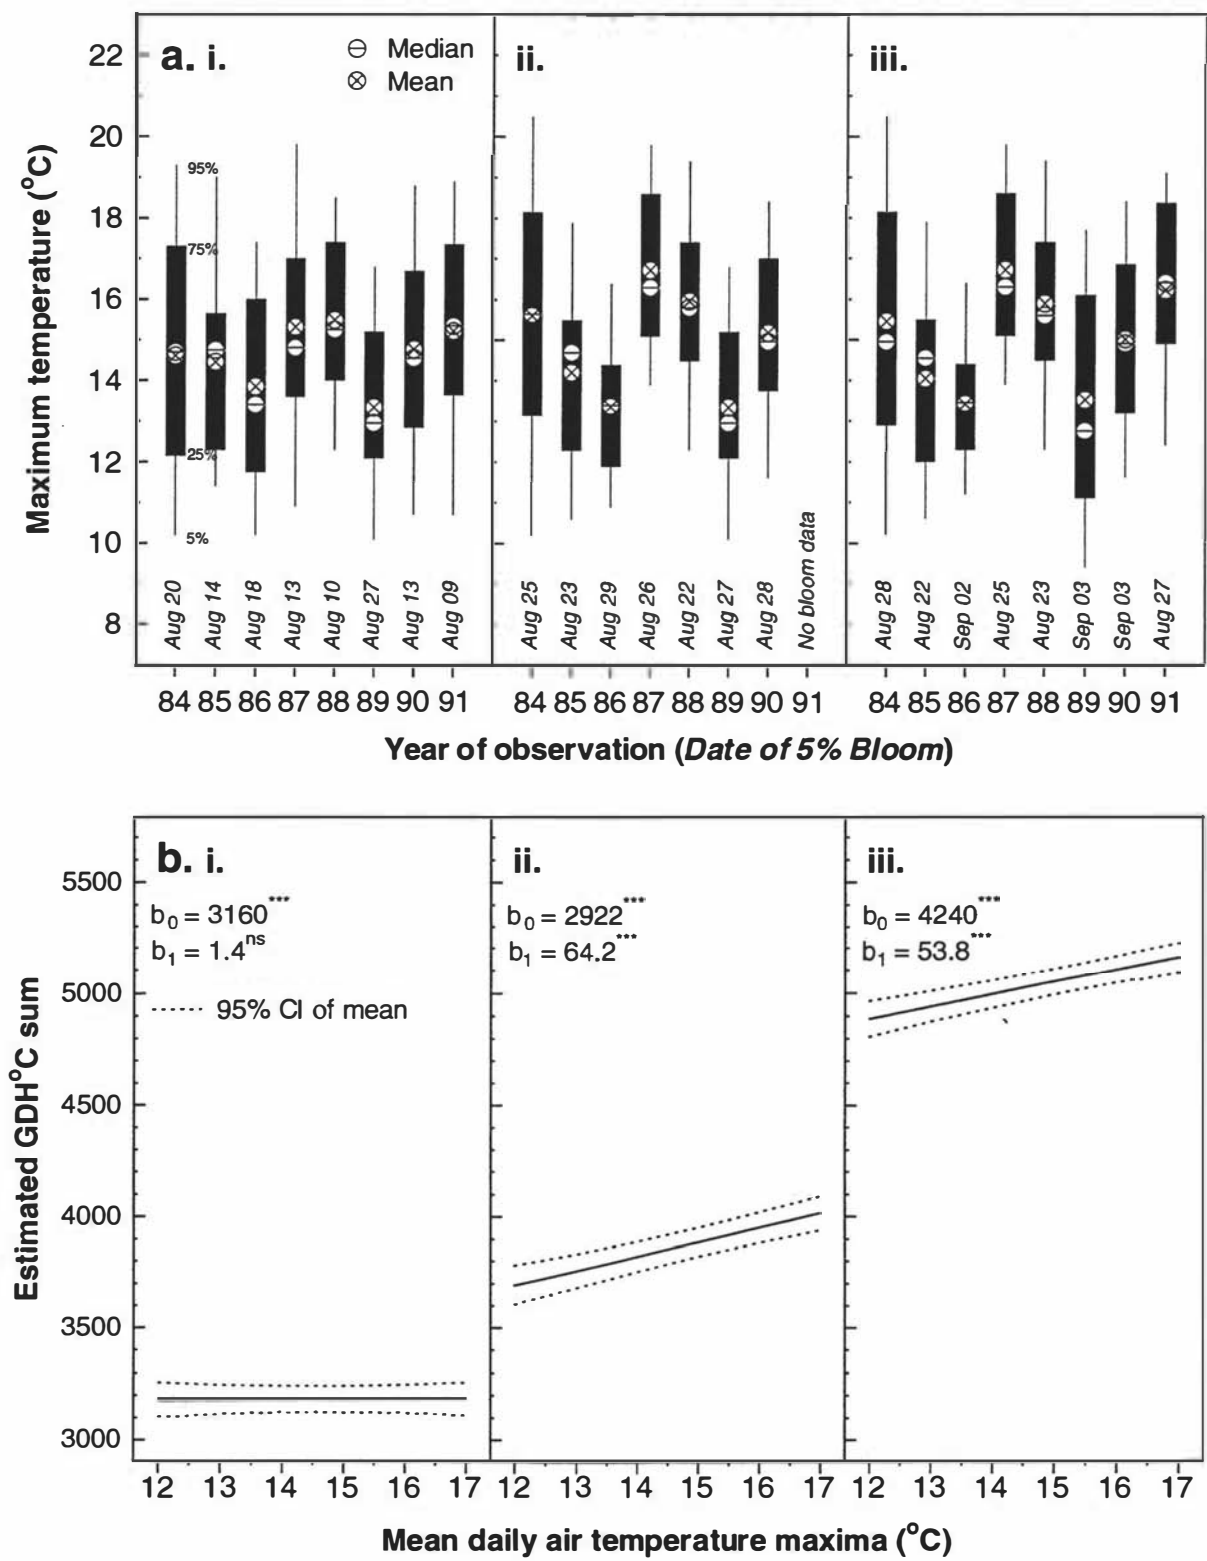 a. i.
Median
Mean
ii.
iii.
22
20
18
16
14
12
10
8
Maximum temperature (°C)
95%
75%
25%
5%
Aug 20
Aug 14
Aug 18
Aug 13
Aug 10
Aug 27
Aug 13
Aug 09
Aug 25
Aug 23
Aug 29
Aug 26
Aug 22
Aug 27
Aug 28
No bloom data
Aug 28
Aug 22
Sep 02
Aug 25
Aug 23
Sep 03
Sep 03
Aug 27
84 85 86 87 88 89 90 91
84 85 86 87 88 89 90 91
84 85 86 87 88 89 90 91
Year of observation (Date of 5% Bloom)
b. i.
b₀ = 3160***
b₁ = 1.4ns
95% CI of mean
ii.
b₀ = 2922***
b₁ = 64.2***
iii.
b₀ = 4240***
b₁ = 53.8***
5500
5000
4500
4000
3500
3000
Estimated GDH°C sum
12 13 14 15 16 17
12 13 14 15 16 17
12 13 14 15 16 17
Mean daily air temperature maxima (°C)